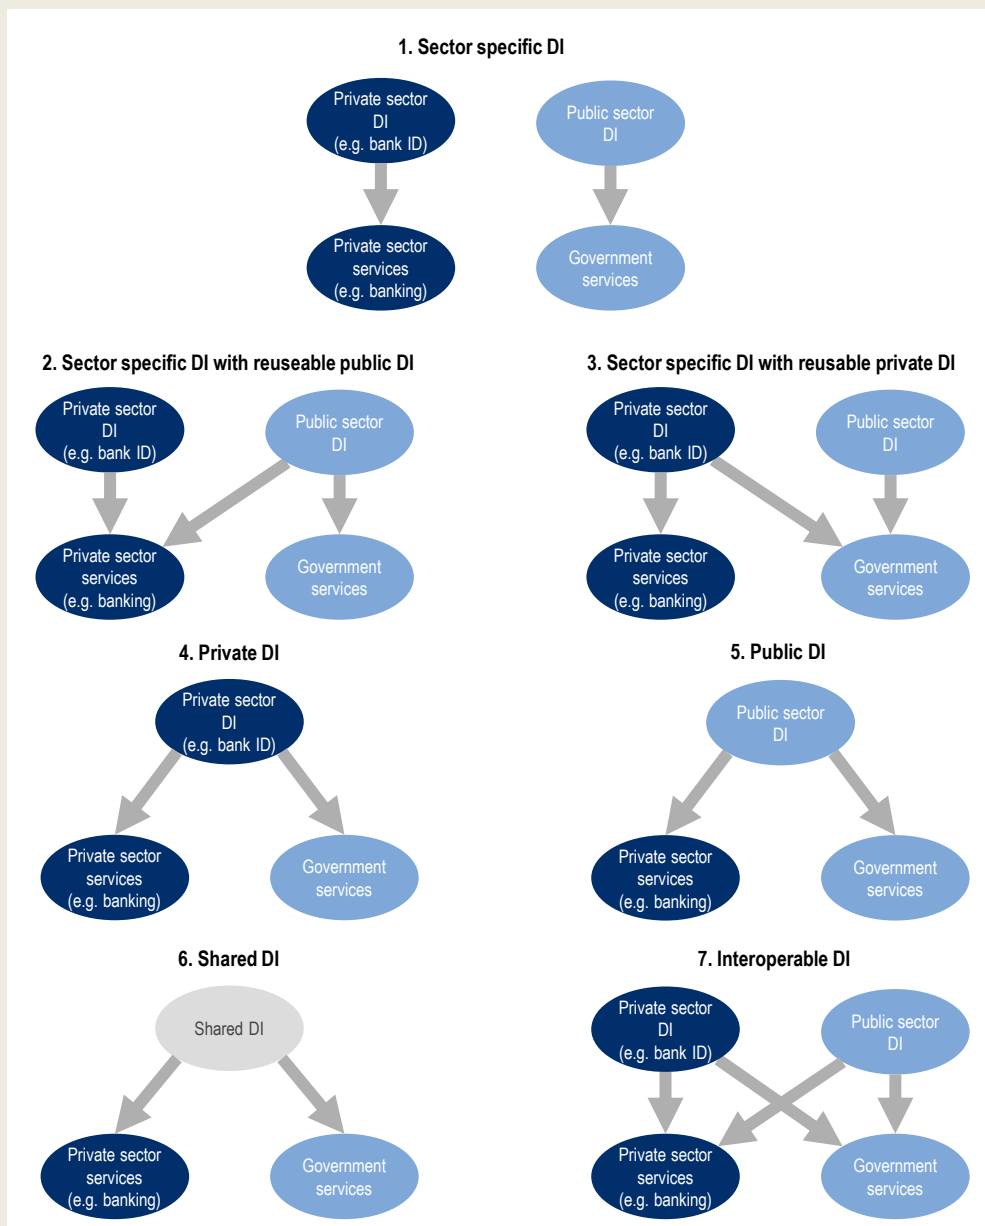 1. Sector specific DI
Private sector
DI
(e.g. bank ID)
Public sector
DI
Private sector
services
(e.g. banking)
Government
services
2. Sector specific DI with reuseable public DI
Private sector
DI
(e.g. bank ID)
Public sector
DI
Private sector
services
(e.g. banking)
Government
services
3. Sector specific DI with reusable private DI
Private sector
DI
(e.g. bank ID)
Public sector
DI
Private sector
services
(e.g. banking)
Government
services
4. Private DI
Private sector
DI
(e.g. bank ID)
Private sector
services
(e.g. banking)
Government
services
5. Public DI
Public sector
DI
Private sector
services
(e.g. banking)
Government
services
6. Shared DI
Shared DI
Private sector
services
(e.g. banking)
Government
services
7. Interoperable DI
Private sector
DI
(e.g. bank ID)
Public sector
DI
Private sector
services
(e.g. banking)
Government
services